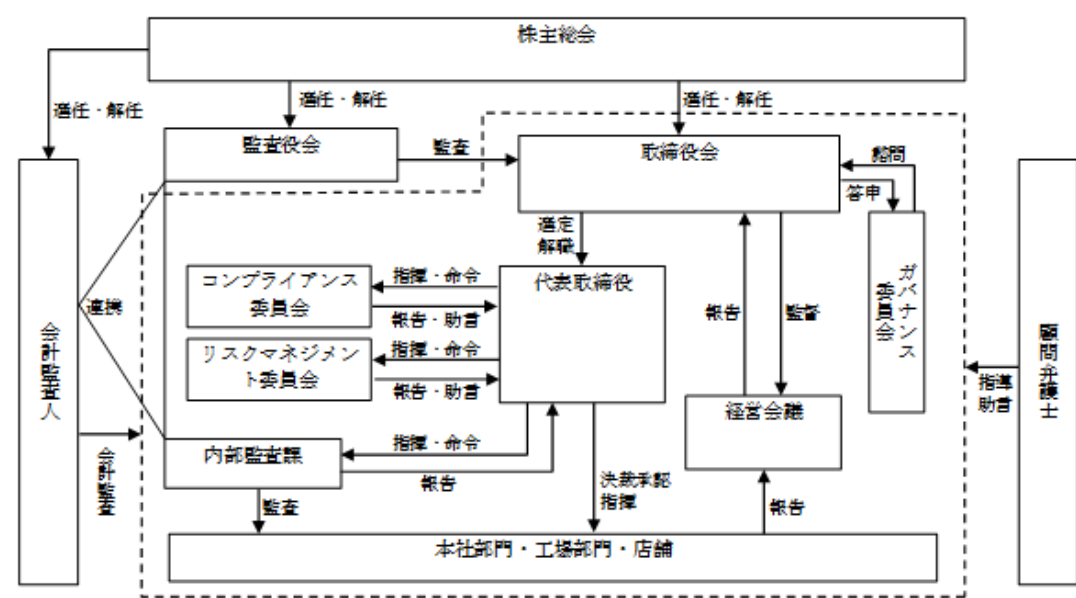 株主総会
選任・解任
選任・解任
選任・解任
監査役会
監査
取締役会
諮問
答申
選定
解職
ガバナンス
委員会
コンプライアンス
委員会
指揮・命令
報告・助言
代表取締役
リスクマネジメン
ト委員会
指揮・命令
報告・助言
報告
監督
連携
会計監査人
顧問弁護士
指導
助言
経営会議
内部監査課
指揮・命令
報告
会計監査
監査
決裁承認
指揮
報告
本社部門・工場部門・店舗